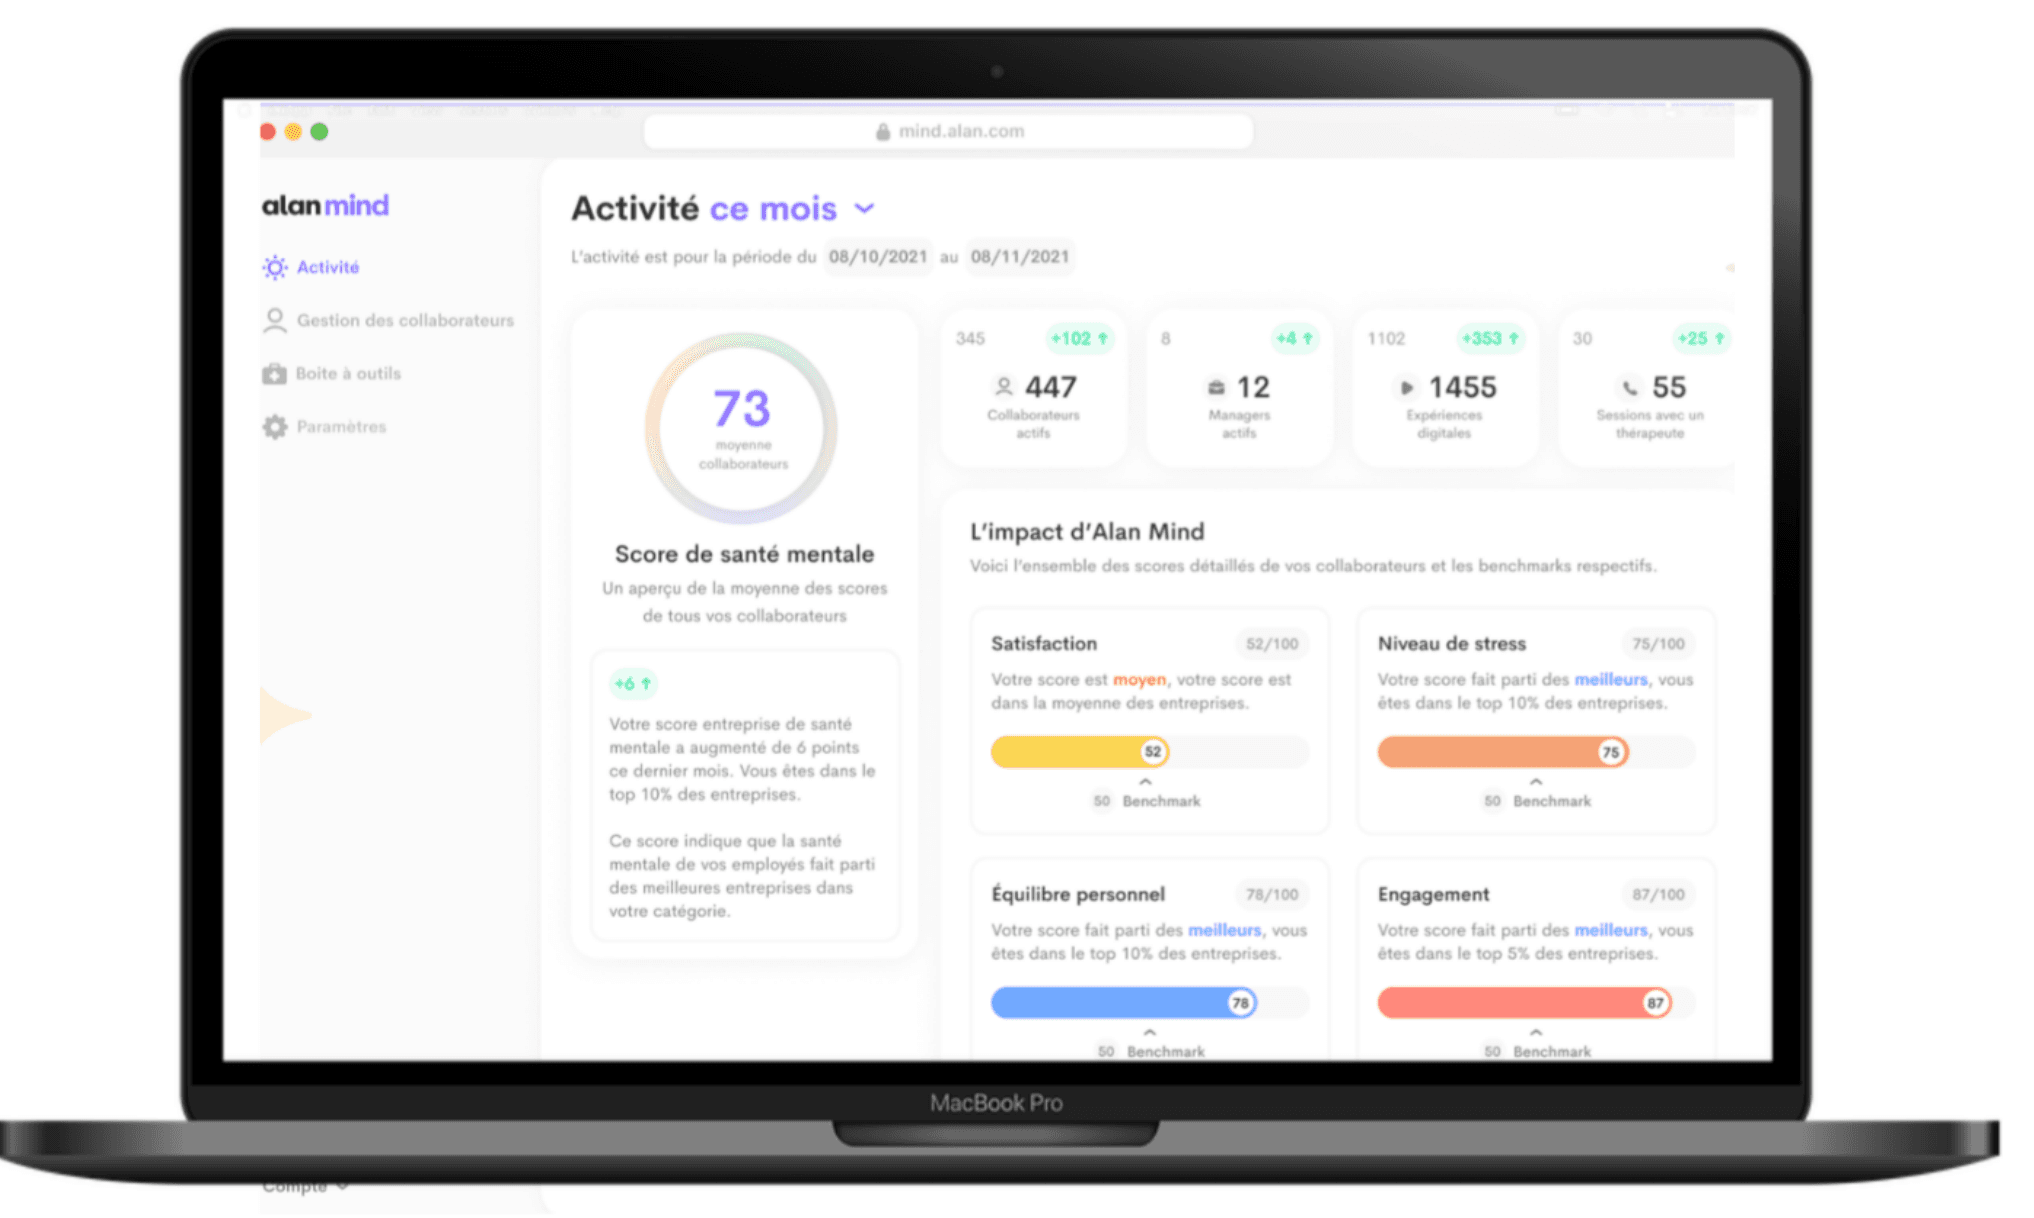 mind.alan.com
alan mind
Activité
Gestion des collaborateurs
Boite à outils
Paramètres
Activité ce mois
L'activité est pour la période du 08/10/2021 au 08/11/2021
73
moyenne
collaborateurs
Score de santé mentale
Un aperçu de la moyenne des scores
de tous vos collaborateurs
+6 ↑
Votre score entreprise de santé
mentale a augmenté de 6 points
ce dernier mois. Vous êtes dans le
top 10% des entreprises.
Ce score indique que la santé
mentale de vos employés fait parti
des meilleures entreprises dans
votre catégorie.
345 +102 ↑
447
Collaborateurs
actifs
8 +4 ↑
12
Managers
actifs
1102 +353 ↑
1455
Expériences
digitales
30 +25 ↑
55
Sessions avec un
thérapeute
L'impact d'Alan Mind
Voici l'ensemble des scores détaillés de vos collaborateurs et les benchmarks respectifs.
Satisfaction 52/100
Votre score est moyen, votre score est
dans la moyenne des entreprises.
52
50 Benchmark
Niveau de stress 75/100
Votre score fait parti des meilleurs, vous
êtes dans le top 10% des entreprises.
75
50 Benchmark
Équilibre personnel 78/100
Votre score fait parti des meilleurs, vous
êtes dans le top 10% des entreprises.
78
50 Benchmark
Engagement 87/100
Votre score fait parti des meilleurs, vous
êtes dans le top 5% des entreprises.
87
50 Benchmark
MacBook Pro
Compte